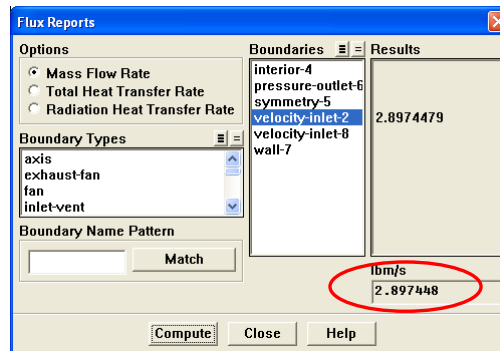 Flux Reports
Options
Mass Flow Rate
Total Heat Transfer Rate
Radiation Heat Transfer Rate
Boundary Types
axis
exhaust-fan
fan
inlet-vent
Boundary Name Pattern
Match
Boundaries
interior-4
pressure-outlet-6
symmetry-5
velocity-inlet-2
velocity-inlet-8
wall-7
Results
2.8974479
lbm/s
2.897448
Compute
Close
Help